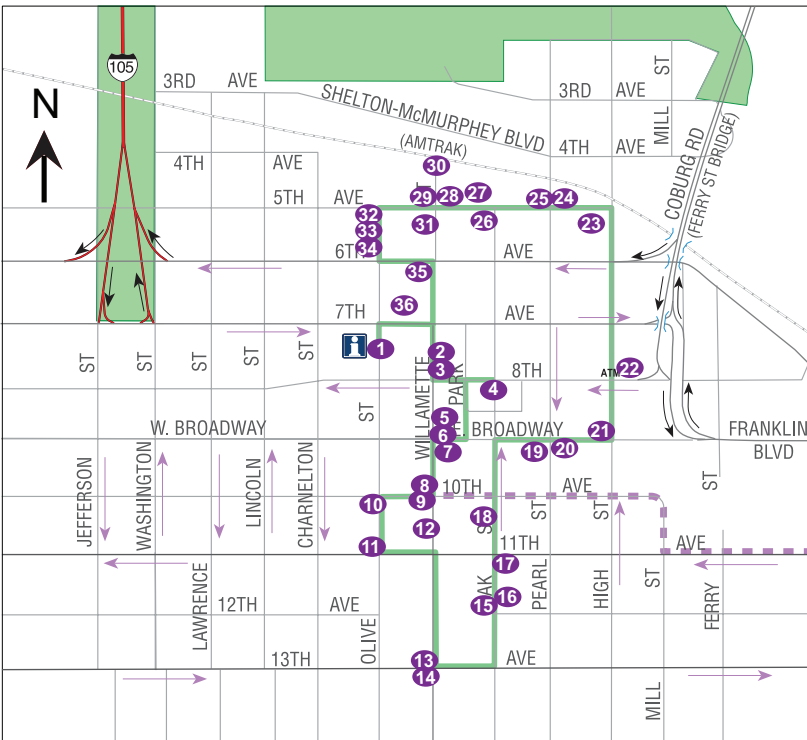 105
N
3RD AVE
SHELTON-McMURPHEY BLVD
3RD AVE
MILL ST
(AMTRAK)
4TH AVE
4TH AVE
COBURG RD
(FERRY ST BRIDGE)
30
5TH AVE
29 28 27
25 24
32
33
34
31
26
23
6TH AVE
35
36
7TH AVE
1
2
3
ST ST ST ST ST
ST
WILLAMETTE
PARK
8TH
ATM
22
4
5
6
7
W. BROADWAY
E. BROADWAY
21
19 20
FRANKLIN
BLVD
JEFFERSON
WASHINGTON
LINCOLN
CHARNELTON
8
9
10TH AVE
ST
10
11
12
18
S
ST
ST
11TH AVE
17
16
15
AK
PEARL
HIGH
ST
FERRY
LAWRENCE
12TH AVE
OLIVE
13TH AVE
13
14
MILL